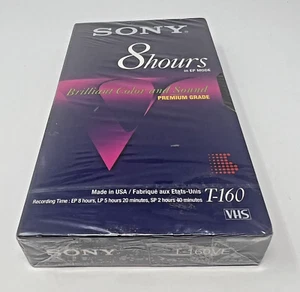 SONY
8hours
IN EP MODE
Brilliant Color and Sound
PREMIUM GRADE
Made in USA / Fabriqué aux Etats-Unis
T-160
Recording Time : EP 8 hours, LP 5 hours 20 minutes, SP 2 hours 40 minutes
VHS
SONY
T-160VF